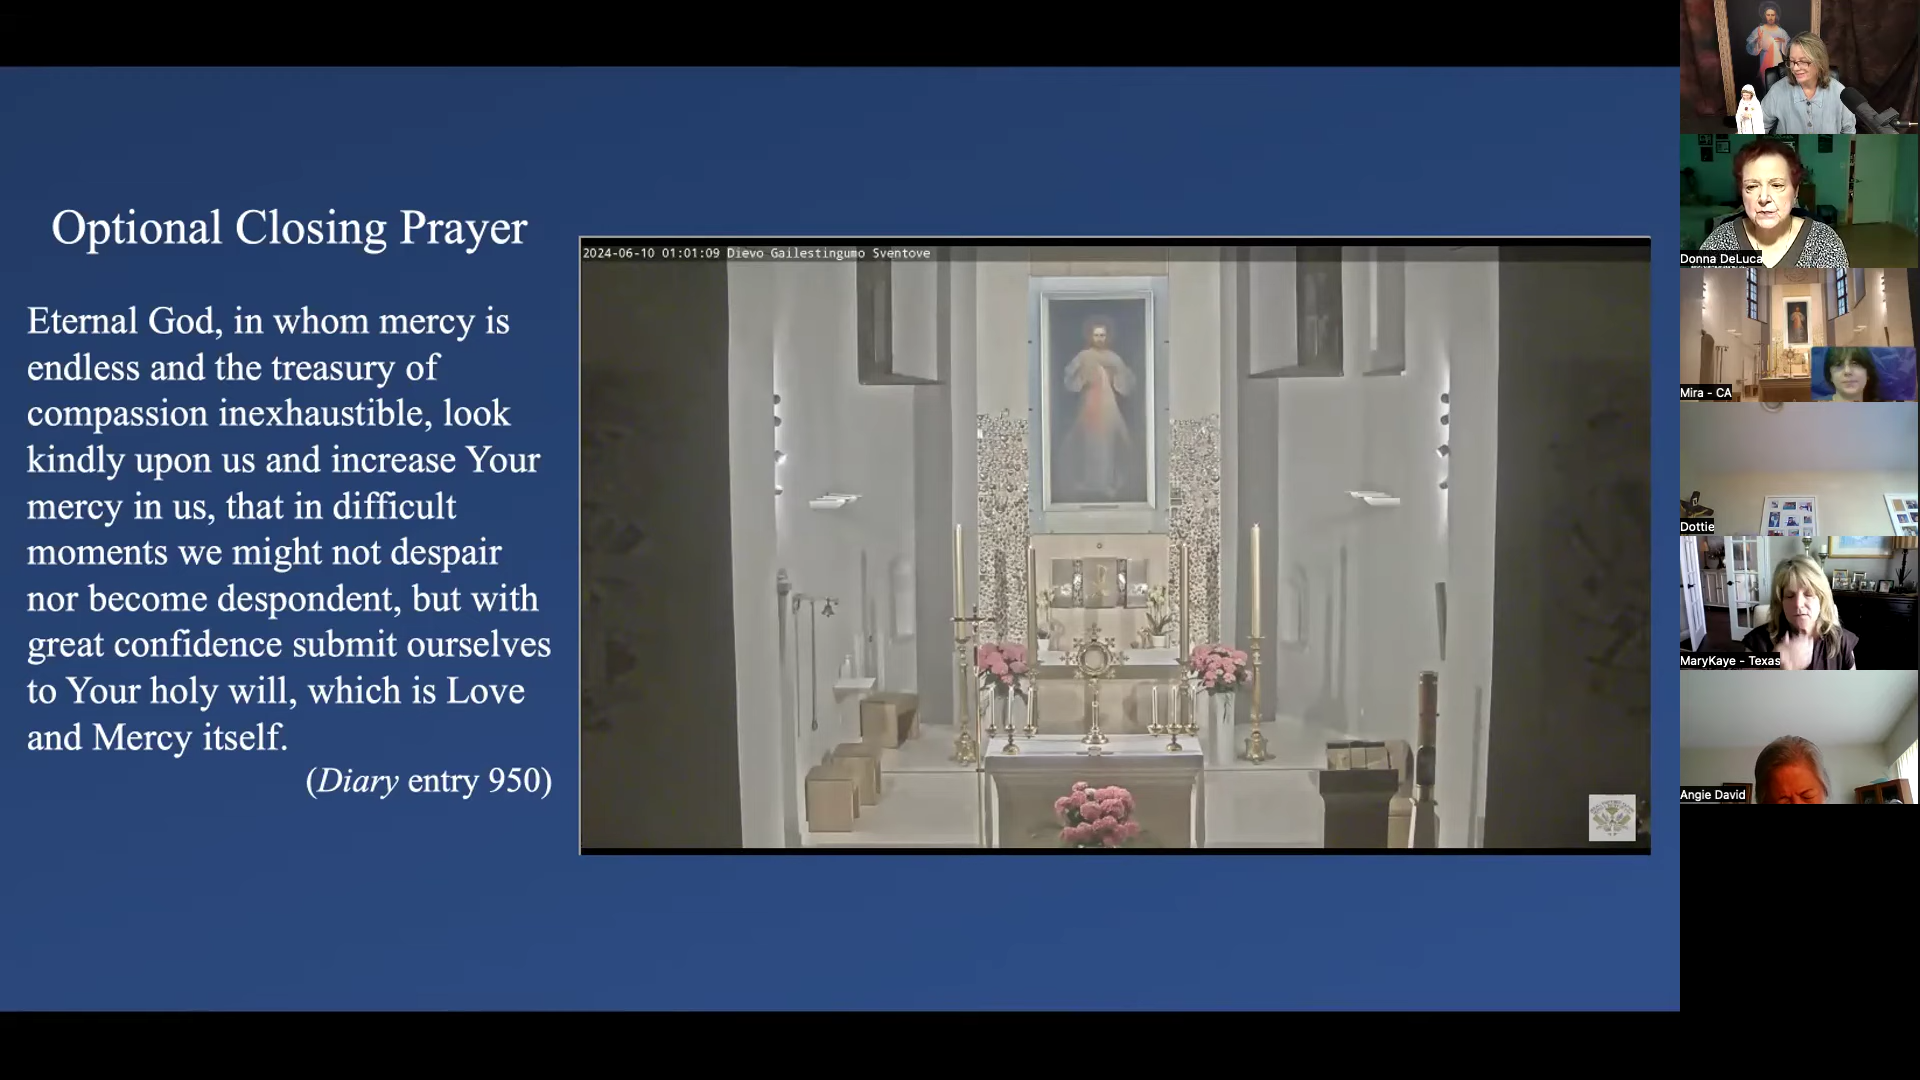 Optional Closing Prayer
Eternal God, in whom mercy is
endless and the treasury of
compassion inexhaustible, look
kindly upon us and increase Your
mercy in us, that in difficult
moments we might not despair
nor become despondent, but with
great confidence submit ourselves
to Your holy will, which is Love
and Mercy itself.
(Diary entry 950)
2024-06-10 01:01:09 Dievo Gailestingumo Sventove
Donna DeLuca
Mira - CA
Dottie
MaryKaye - Texas
Angie David